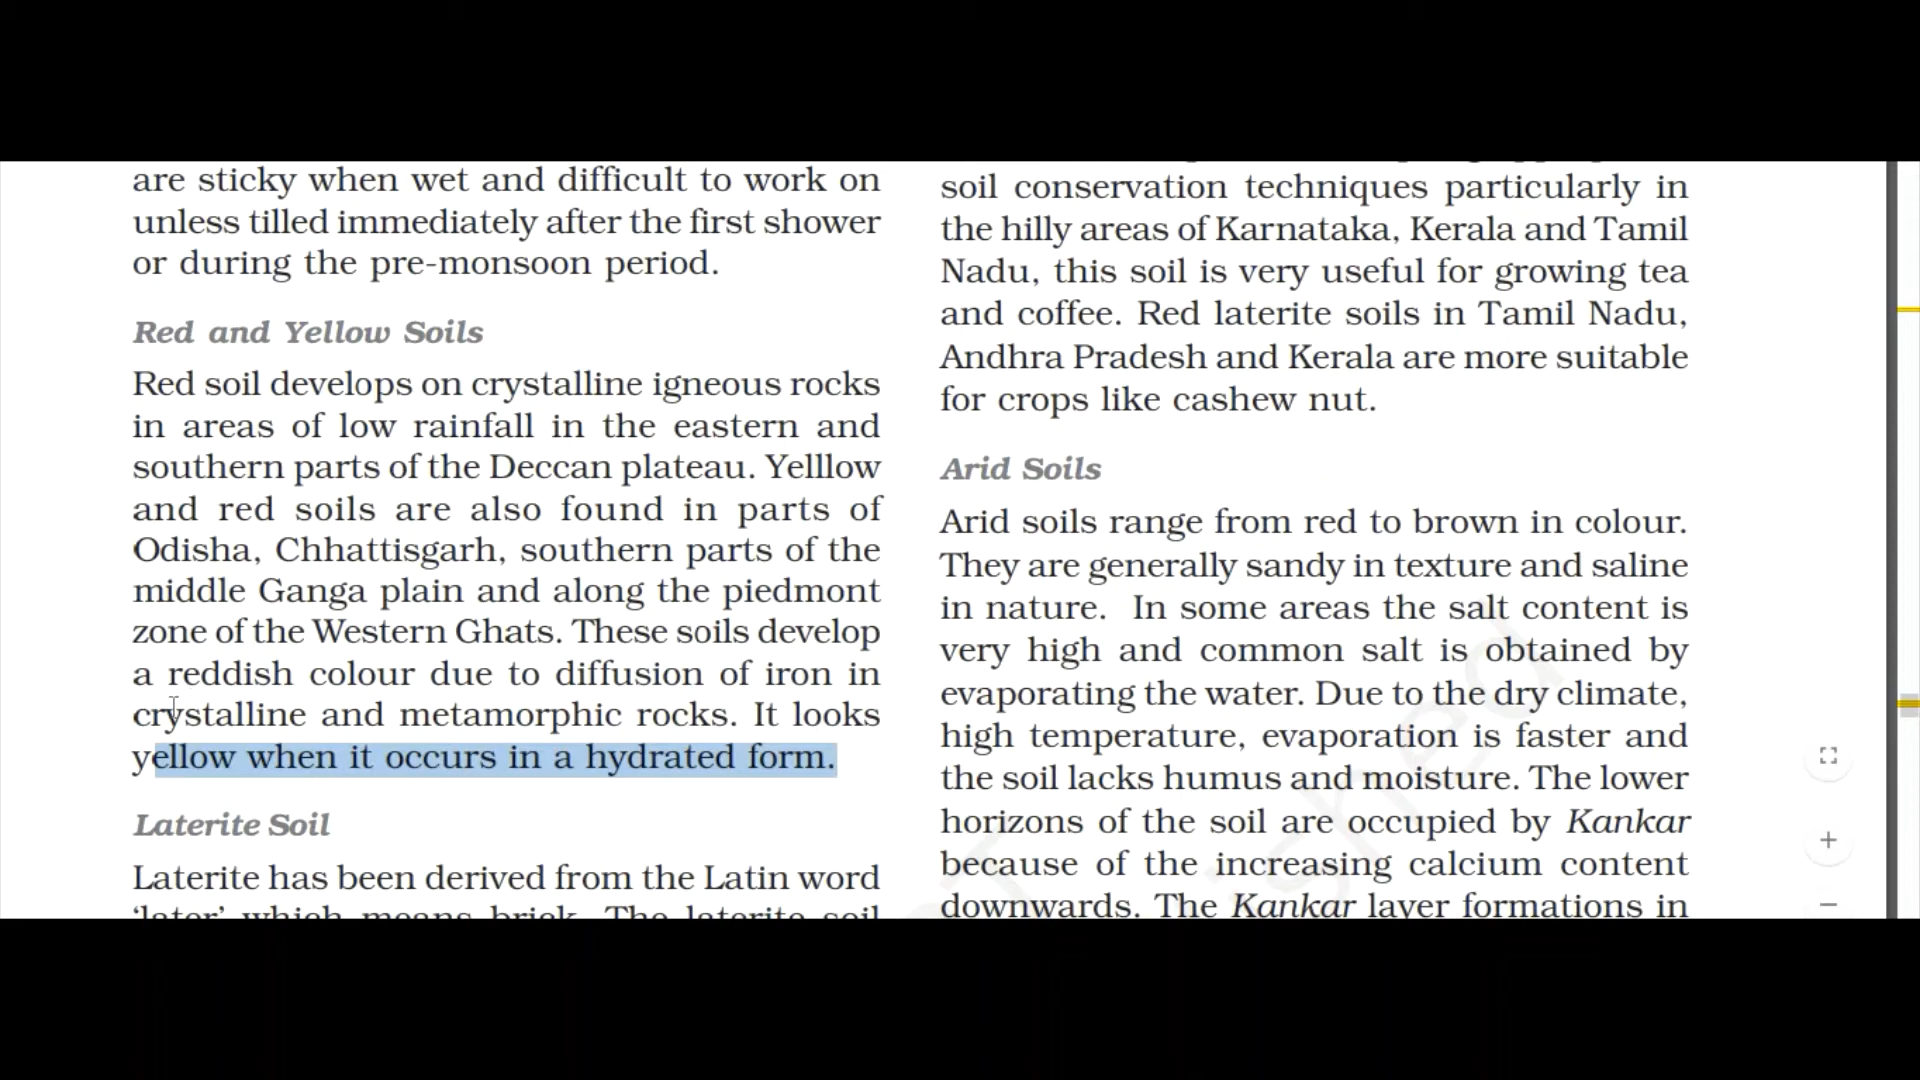 are sticky when wet and difficult to work on
unless tilled immediately after the first shower
or during the pre-monsoon period.
Red and Yellow Soils
Red soil develops on crystalline igneous rocks
in areas of low rainfall in the eastern and
southern parts of the Deccan plateau. Yelllow
and red soils are also found in parts of
Odisha, Chhattisgarh, southern parts of the
middle Ganga plain and along the piedmont
zone of the Western Ghats. These soils develop
a reddish colour due to diffusion of iron in
crystalline and metamorphic rocks. It looks
yellow when it occurs in a hydrated form.
Laterite Soil
Laterite has been derived from the Latin word
‘later’ which means brick. The laterite soil
soil conservation techniques particularly in
the hilly areas of Karnataka, Kerala and Tamil
Nadu, this soil is very useful for growing tea
and coffee. Red laterite soils in Tamil Nadu,
Andhra Pradesh and Kerala are more suitable
for crops like cashew nut.
Arid Soils
Arid soils range from red to brown in colour.
They are generally sandy in texture and saline
in nature. In some areas the salt content is
very high and common salt is obtained by
evaporating the water. Due to the dry climate,
high temperature, evaporation is faster and
the soil lacks humus and moisture. The lower
horizons of the soil are occupied by Kankar
because of the increasing calcium content
downwards. The Kankar layer formations in